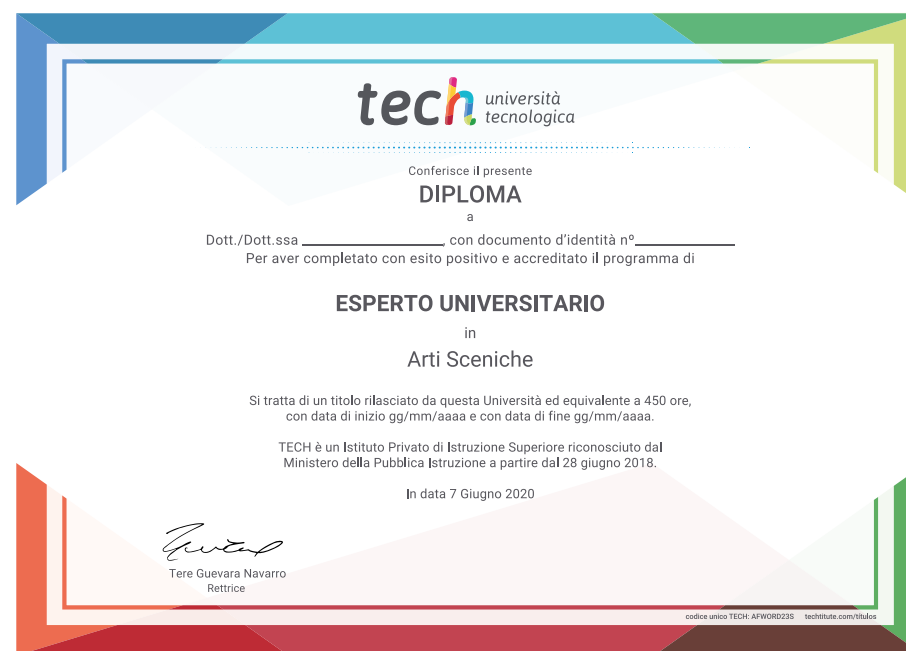 tech università
tecnologica
Conferisce il presente
DIPLOMA
a
Dott./Dott.ssa ____________________, con documento d'identità nº______________
Per aver completato con esito positivo e accreditato il programma di
ESPERTO UNIVERSITARIO
in
Arti Sceniche
Si tratta di un titolo rilasciato da questa Università ed equivalente a 450 ore,
con data di inizio gg/mm/aaaa e con data di fine gg/mm/aaaa.
TECH è un Istituto Privato di Istruzione Superiore riconosciuto dal
Ministero della Pubblica Istruzione a partire dal 28 giugno 2018.
In data 7 Giugno 2020
Tere Guevara Navarro
Rettrice
codice unico TECH: AFWORD23S techtitute.com/titulos